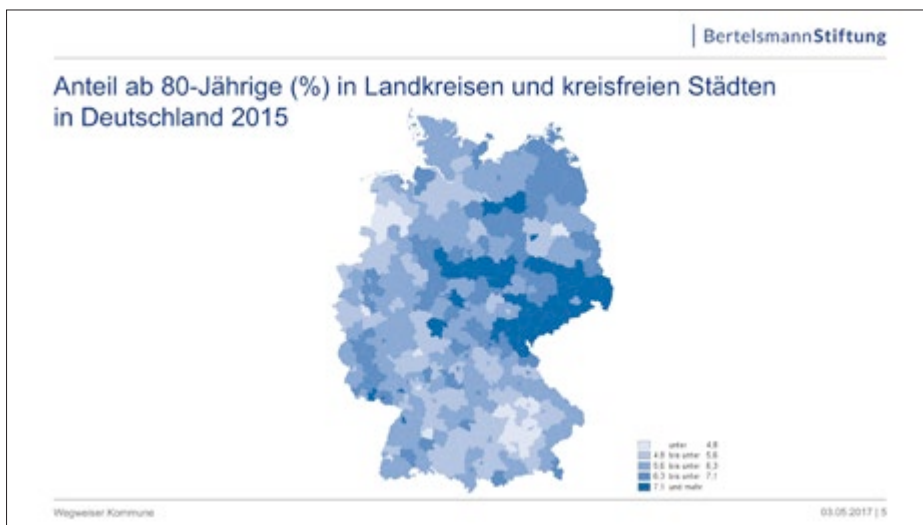 BertelsmannStiftung
Anteil ab 80-Jährige (%) in Landkreisen und kreisfreien Städten
in Deutschland 2015
unter 4,8
4,8 bis unter 5,6
5,6 bis unter 6,3
6,3 bis unter 7,1
7,1 und mehr
Wegweiser Kommune
03.05.2017 | 5